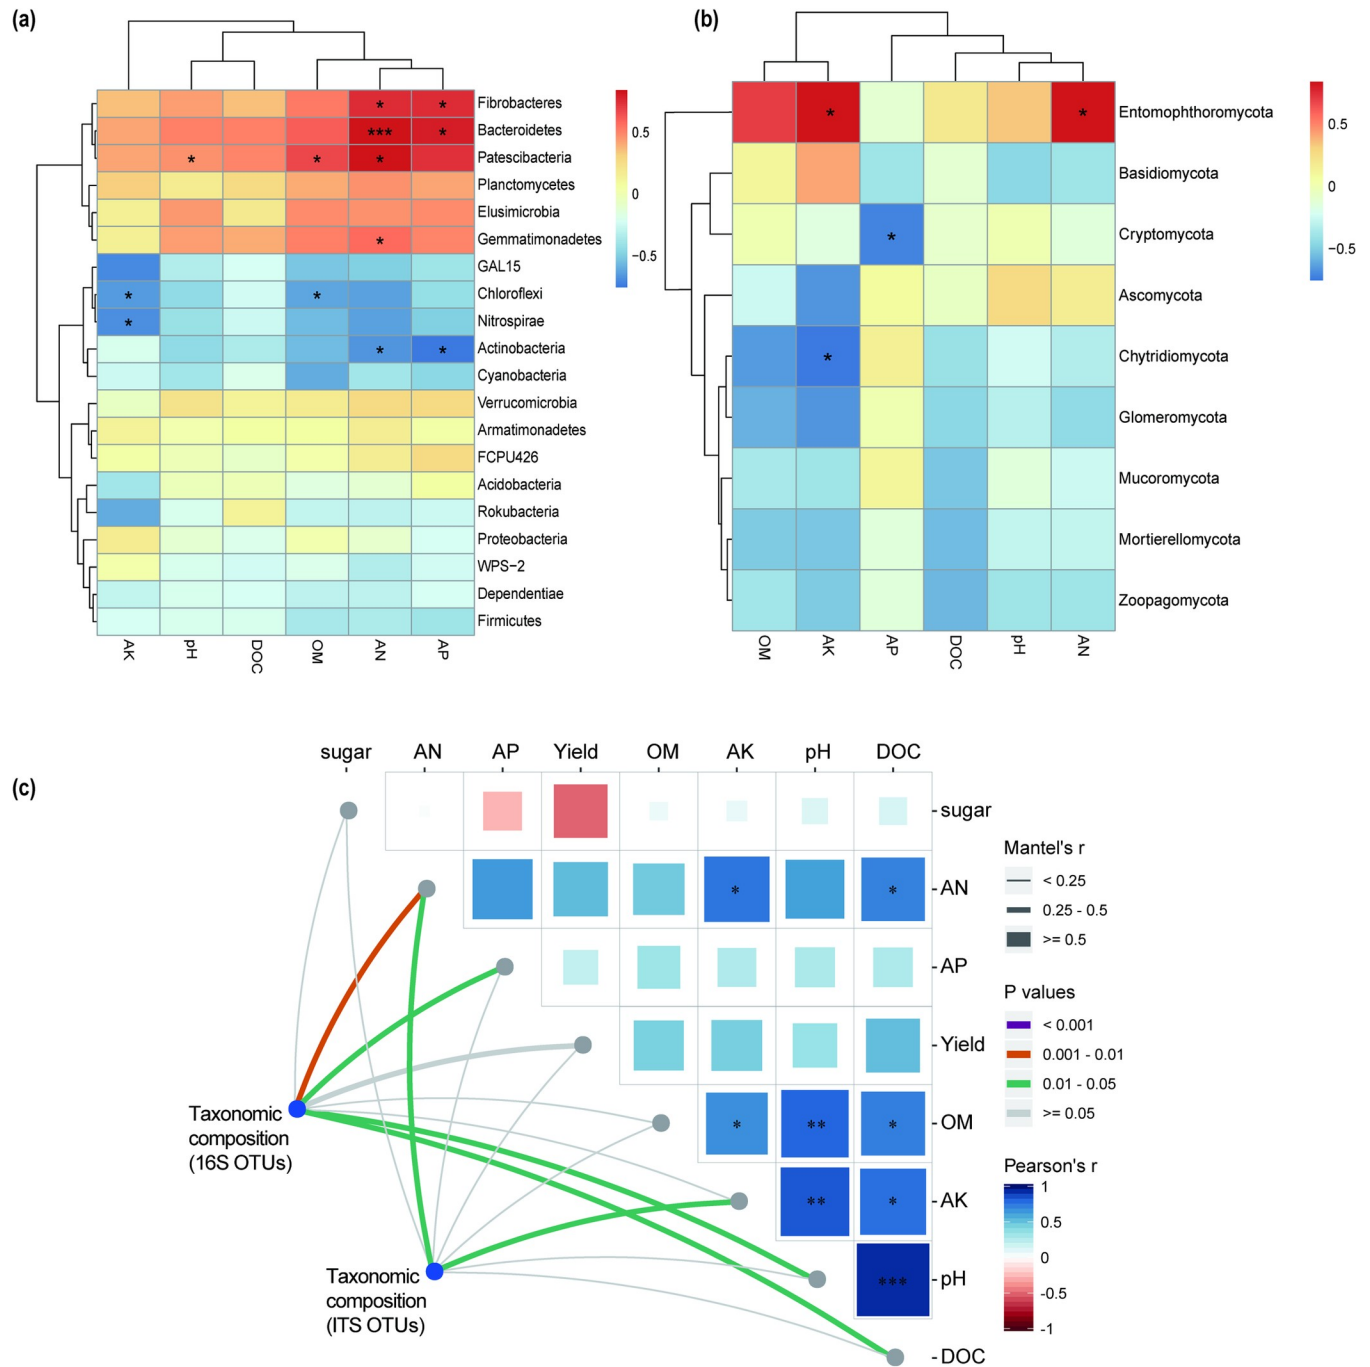 (a)
Fibrobacteres
* *
Bacteroidetes
*** *
Patescibacteria
* * *
Planctomycetes
Elusimicrobia
Gemmatimonadetes
*
GAL15
Chloroflexi
* *
Nitrospirae
*
Actinobacteria
* *
Cyanobacteria
Verrucomicrobia
Armatimonadetes
FCPU426
Acidobacteria
Rokubacteria
Proteobacteria
WPS−2
Dependentiae
Firmicutes
AK pH DOC OM AN AP
0.5
0
−0.5
(b)
Entomophthoromycota
* *
Basidiomycota
Cryptomycota
*
Ascomycota
Chytridiomycota
*
Glomeromycota
Mucoromycota
Mortierellomycota
Zoopagomycota
OM AK AP DOC pH AN
0.5
0
−0.5
(c)
sugar AN AP Yield OM AK pH DOC
sugar
* * AN
AP
Yield
* ** * OM
** * AK
*** pH
DOC
Taxonomic
composition
(16S OTUs)
Taxonomic
composition
(ITS OTUs)
Mantel's r
< 0.25
0.25 - 0.5
>= 0.5
P values
< 0.001
0.001 - 0.01
0.01 - 0.05
>= 0.05
Pearson's r
1
0.5
0
-0.5
-1